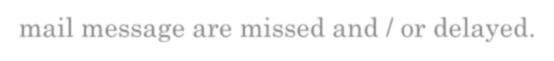 mail message are missed and / or delayed.